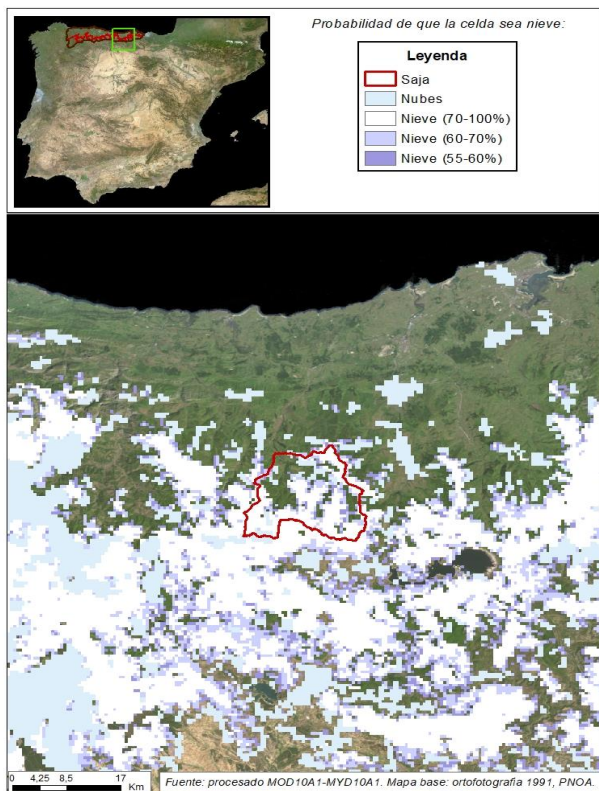 Probabilidad de que la celda sea nieve:
Leyenda
Saja
Nubes
Nieve (70-100%)
Nieve (60-70%)
Nieve (55-60%)
0 4,25 8,5 17
Km
Fuente: procesado MOD10A1-MYD10A1. Mapa base: ortofotografia 1991, PNOA.